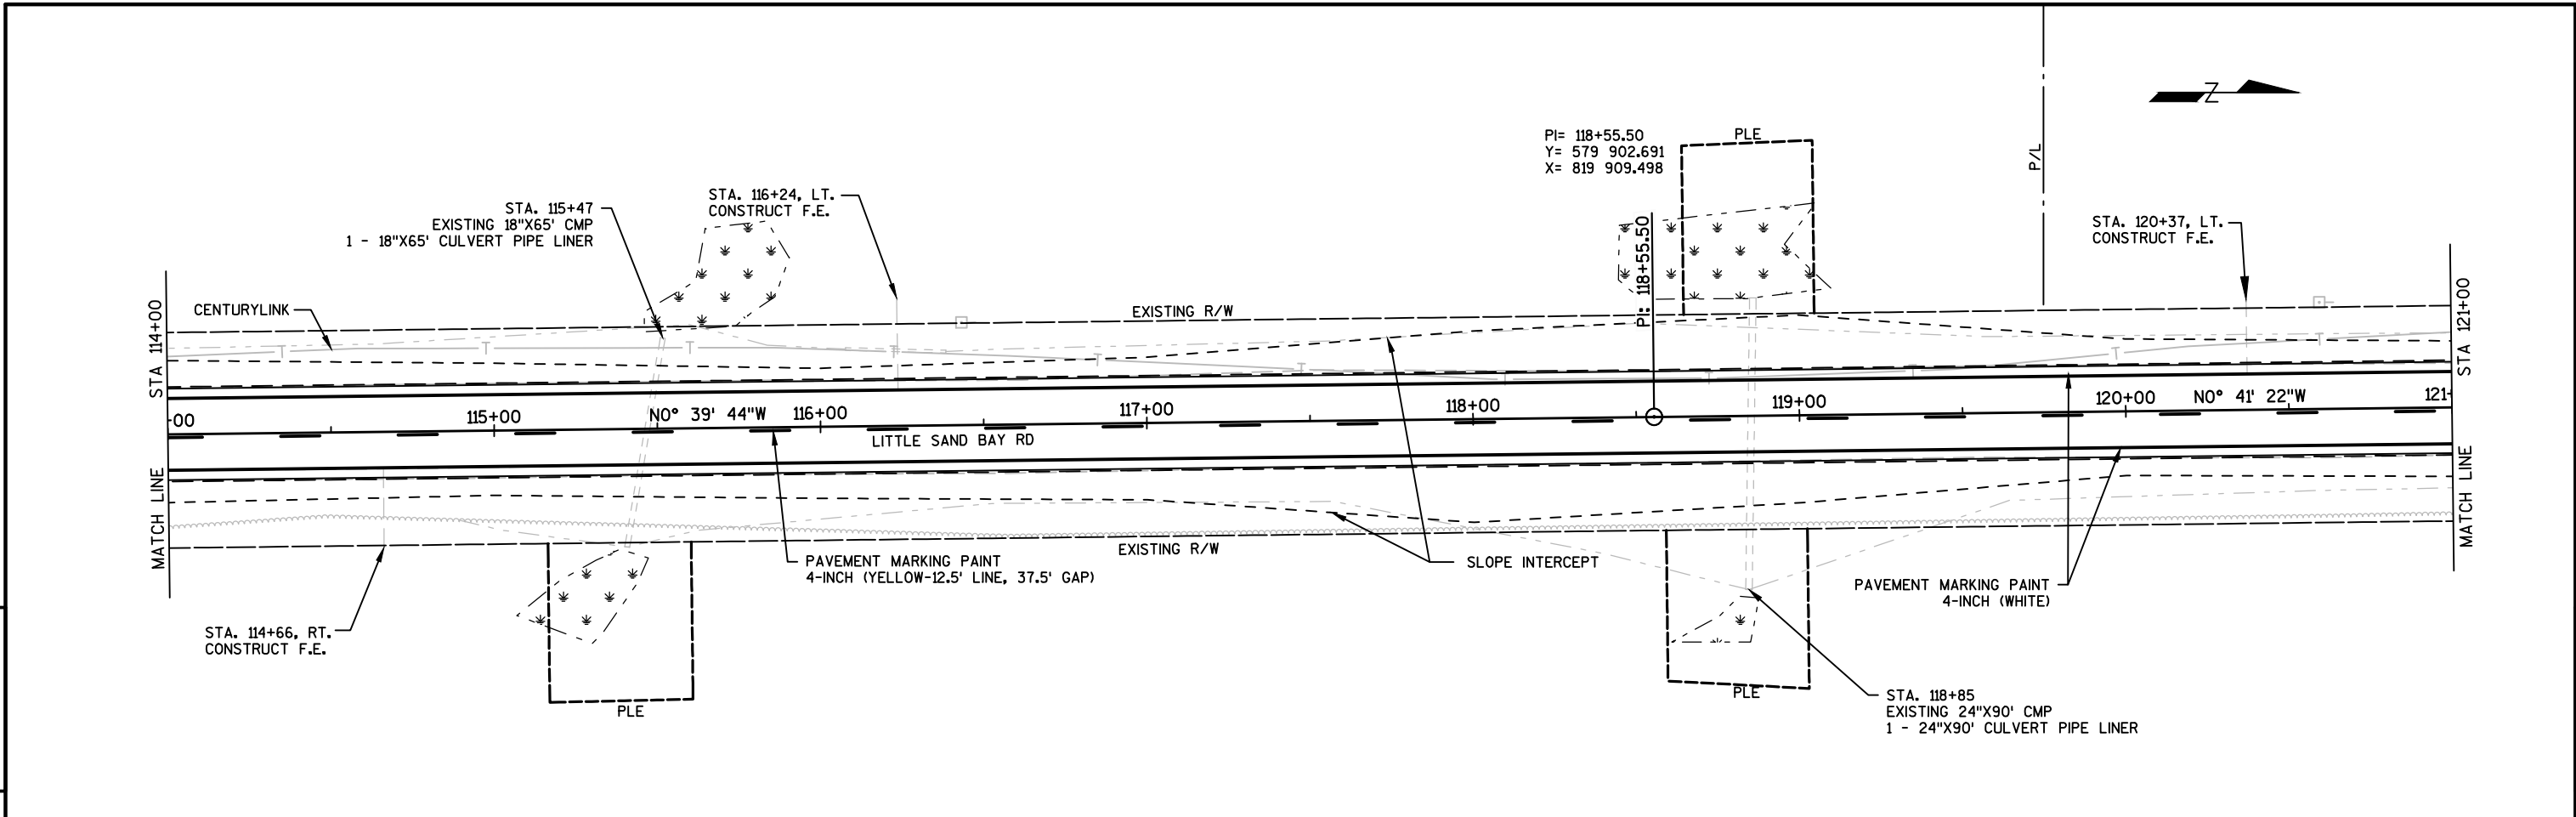 Z
PI= 118+55.50
Y= 579 902.691
X= 819 909.498
PLE
P/L
STA. 115+47
EXISTING 18"X65' CMP
1 - 18"X65' CULVERT PIPE LINER
STA. 116+24, LT.
CONSTRUCT F.E.
PI: 118+55.50
STA. 120+37, LT.
CONSTRUCT F.E.
STA 114+00
CENTURYLINK
EXISTING R/W
STA 121+00
T T T T T T T T T T T
+00
115+00
N0° 39' 44"W
116+00
117+00
118+00
119+00
120+00
N0° 41' 22"W
121+
LITTLE SAND BAY RD
MATCH LINE
MATCH LINE
EXISTING R/W
PAVEMENT MARKING PAINT
4-INCH (YELLOW-12.5' LINE, 37.5' GAP)
SLOPE INTERCEPT
PAVEMENT MARKING PAINT
4-INCH (WHITE)
STA. 114+66, RT.
CONSTRUCT F.E.
PLE
PLE
STA. 118+85
EXISTING 24"X90' CMP
1 - 24"X90' CULVERT PIPE LINER